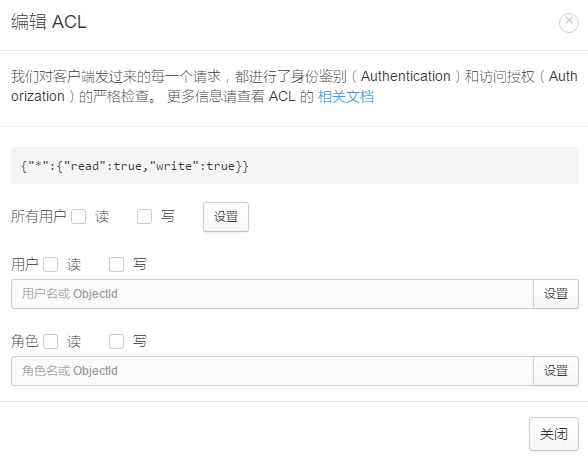 编辑 ACL
我们对客户端发过来的每一个请求，都进行了身份鉴别（Authentication）和访问授权（Auth
orization）的严格检查。 更多信息请查看 ACL 的 相关文档
{"*":{"read":true,"write":true}}
所有用户 读 写 设置
用户 读 写
用户名或 ObjectId 设置
角色 读 写
角色名或 ObjectId 设置
关闭